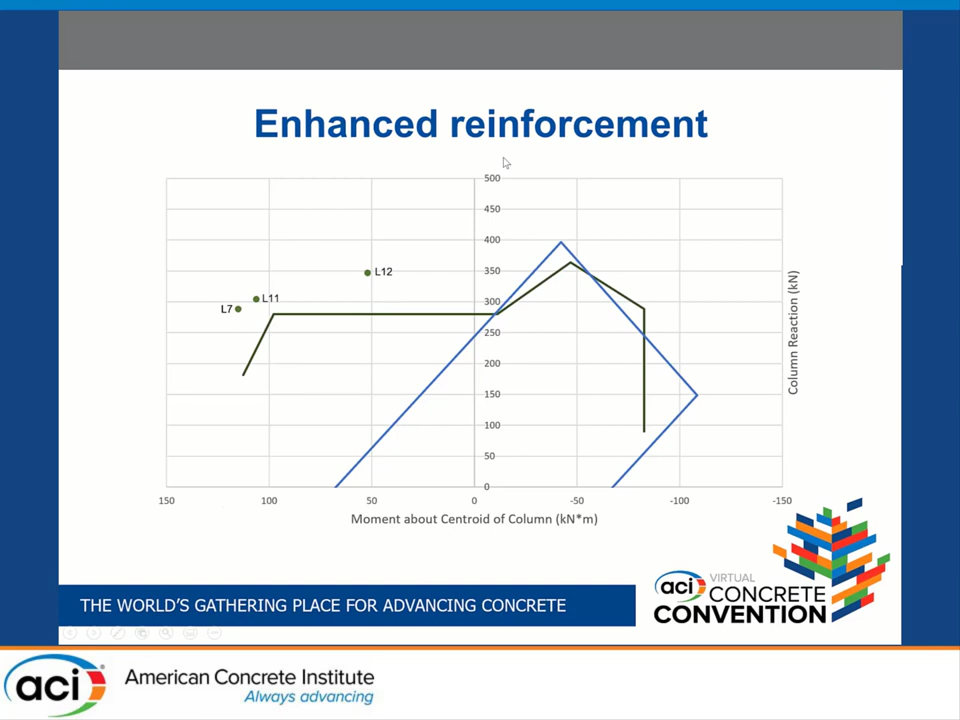 Enhanced reinforcement
500
450
400
350
300
250
200
150
100
50
0
L12
L11
L7
Column Reaction (kN)
150
100
50
0
-50
-100
-150
Moment about Centroid of Column (kN*m)
THE WORLD'S GATHERING PLACE FOR ADVANCING CONCRETE
aci
VIRTUAL
CONCRETE
CONVENTION
aci
®
American Concrete Institute
Always advancing